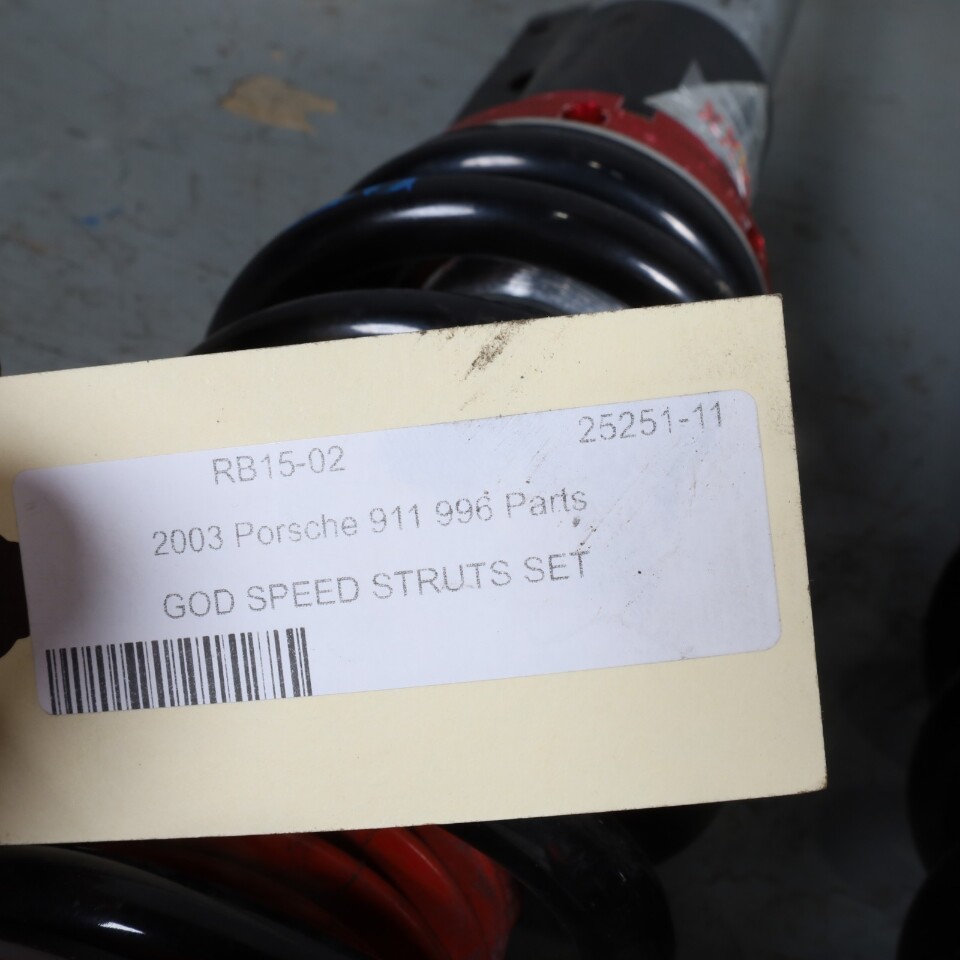 RB15-02 25251-11
2003 Porsche 911 996 Parts
GOD SPEED STRUTS SET